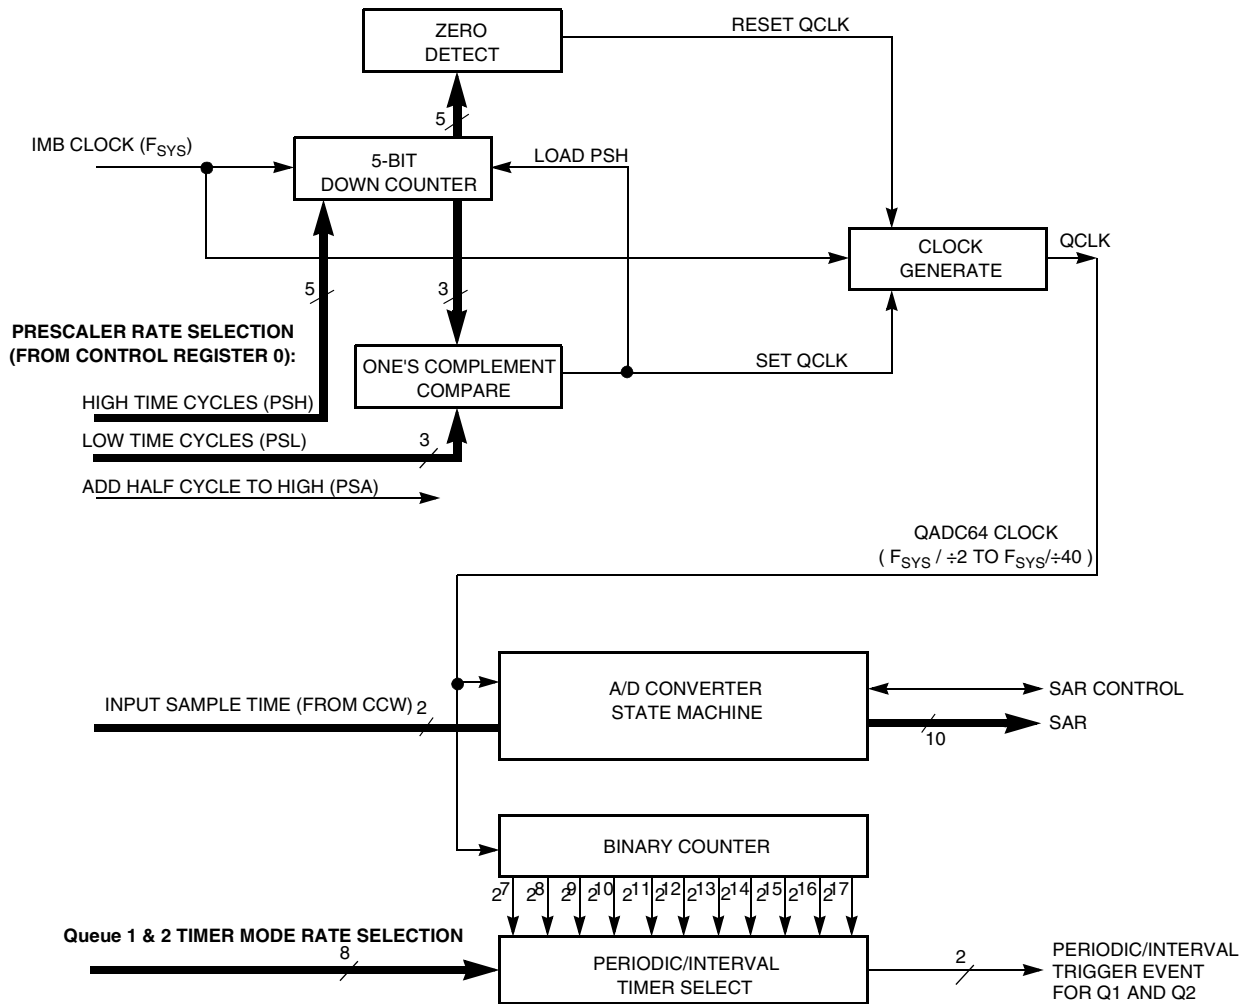 ZERO
DETECT
RESET QCLK
5
IMB CLOCK (FSYS)
5-BIT
DOWN COUNTER
LOAD PSH
CLOCK
GENERATE
QCLK
5
3
PRESCALER RATE SELECTION
(FROM CONTROL REGISTER 0):
ONE'S COMPLEMENT
COMPARE
SET QCLK
HIGH TIME CYCLES (PSH)
LOW TIME CYCLES (PSL)
3
ADD HALF CYCLE TO HIGH (PSA)
QADC64 CLOCK
( FSYS / ÷2 TO FSYS/÷40 )
A/D CONVERTER
STATE MACHINE
INPUT SAMPLE TIME (FROM CCW)
2
SAR CONTROL
SAR
10
BINARY COUNTER
2^7 2^8 2^9 2^10 2^11 2^12 2^13 2^14 2^15 2^16 2^17
Queue 1 & 2 TIMER MODE RATE SELECTION
8
PERIODIC/INTERVAL
TIMER SELECT
2
PERIODIC/INTERVAL
TRIGGER EVENT
FOR Q1 AND Q2